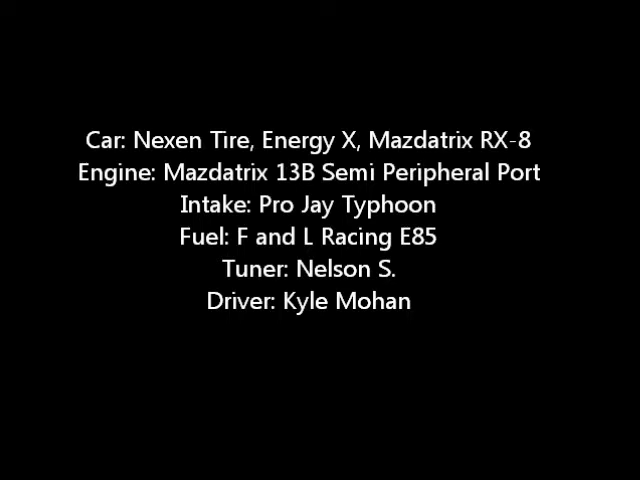 Car: Nexen Tire, Energy X, Mazdatrix RX-8
Engine: Mazdatrix 13B Semi Peripheral Port
Intake: Pro Jay Typhoon
Fuel: F and L Racing E85
Tuner: Nelson S.
Driver: Kyle Mohan